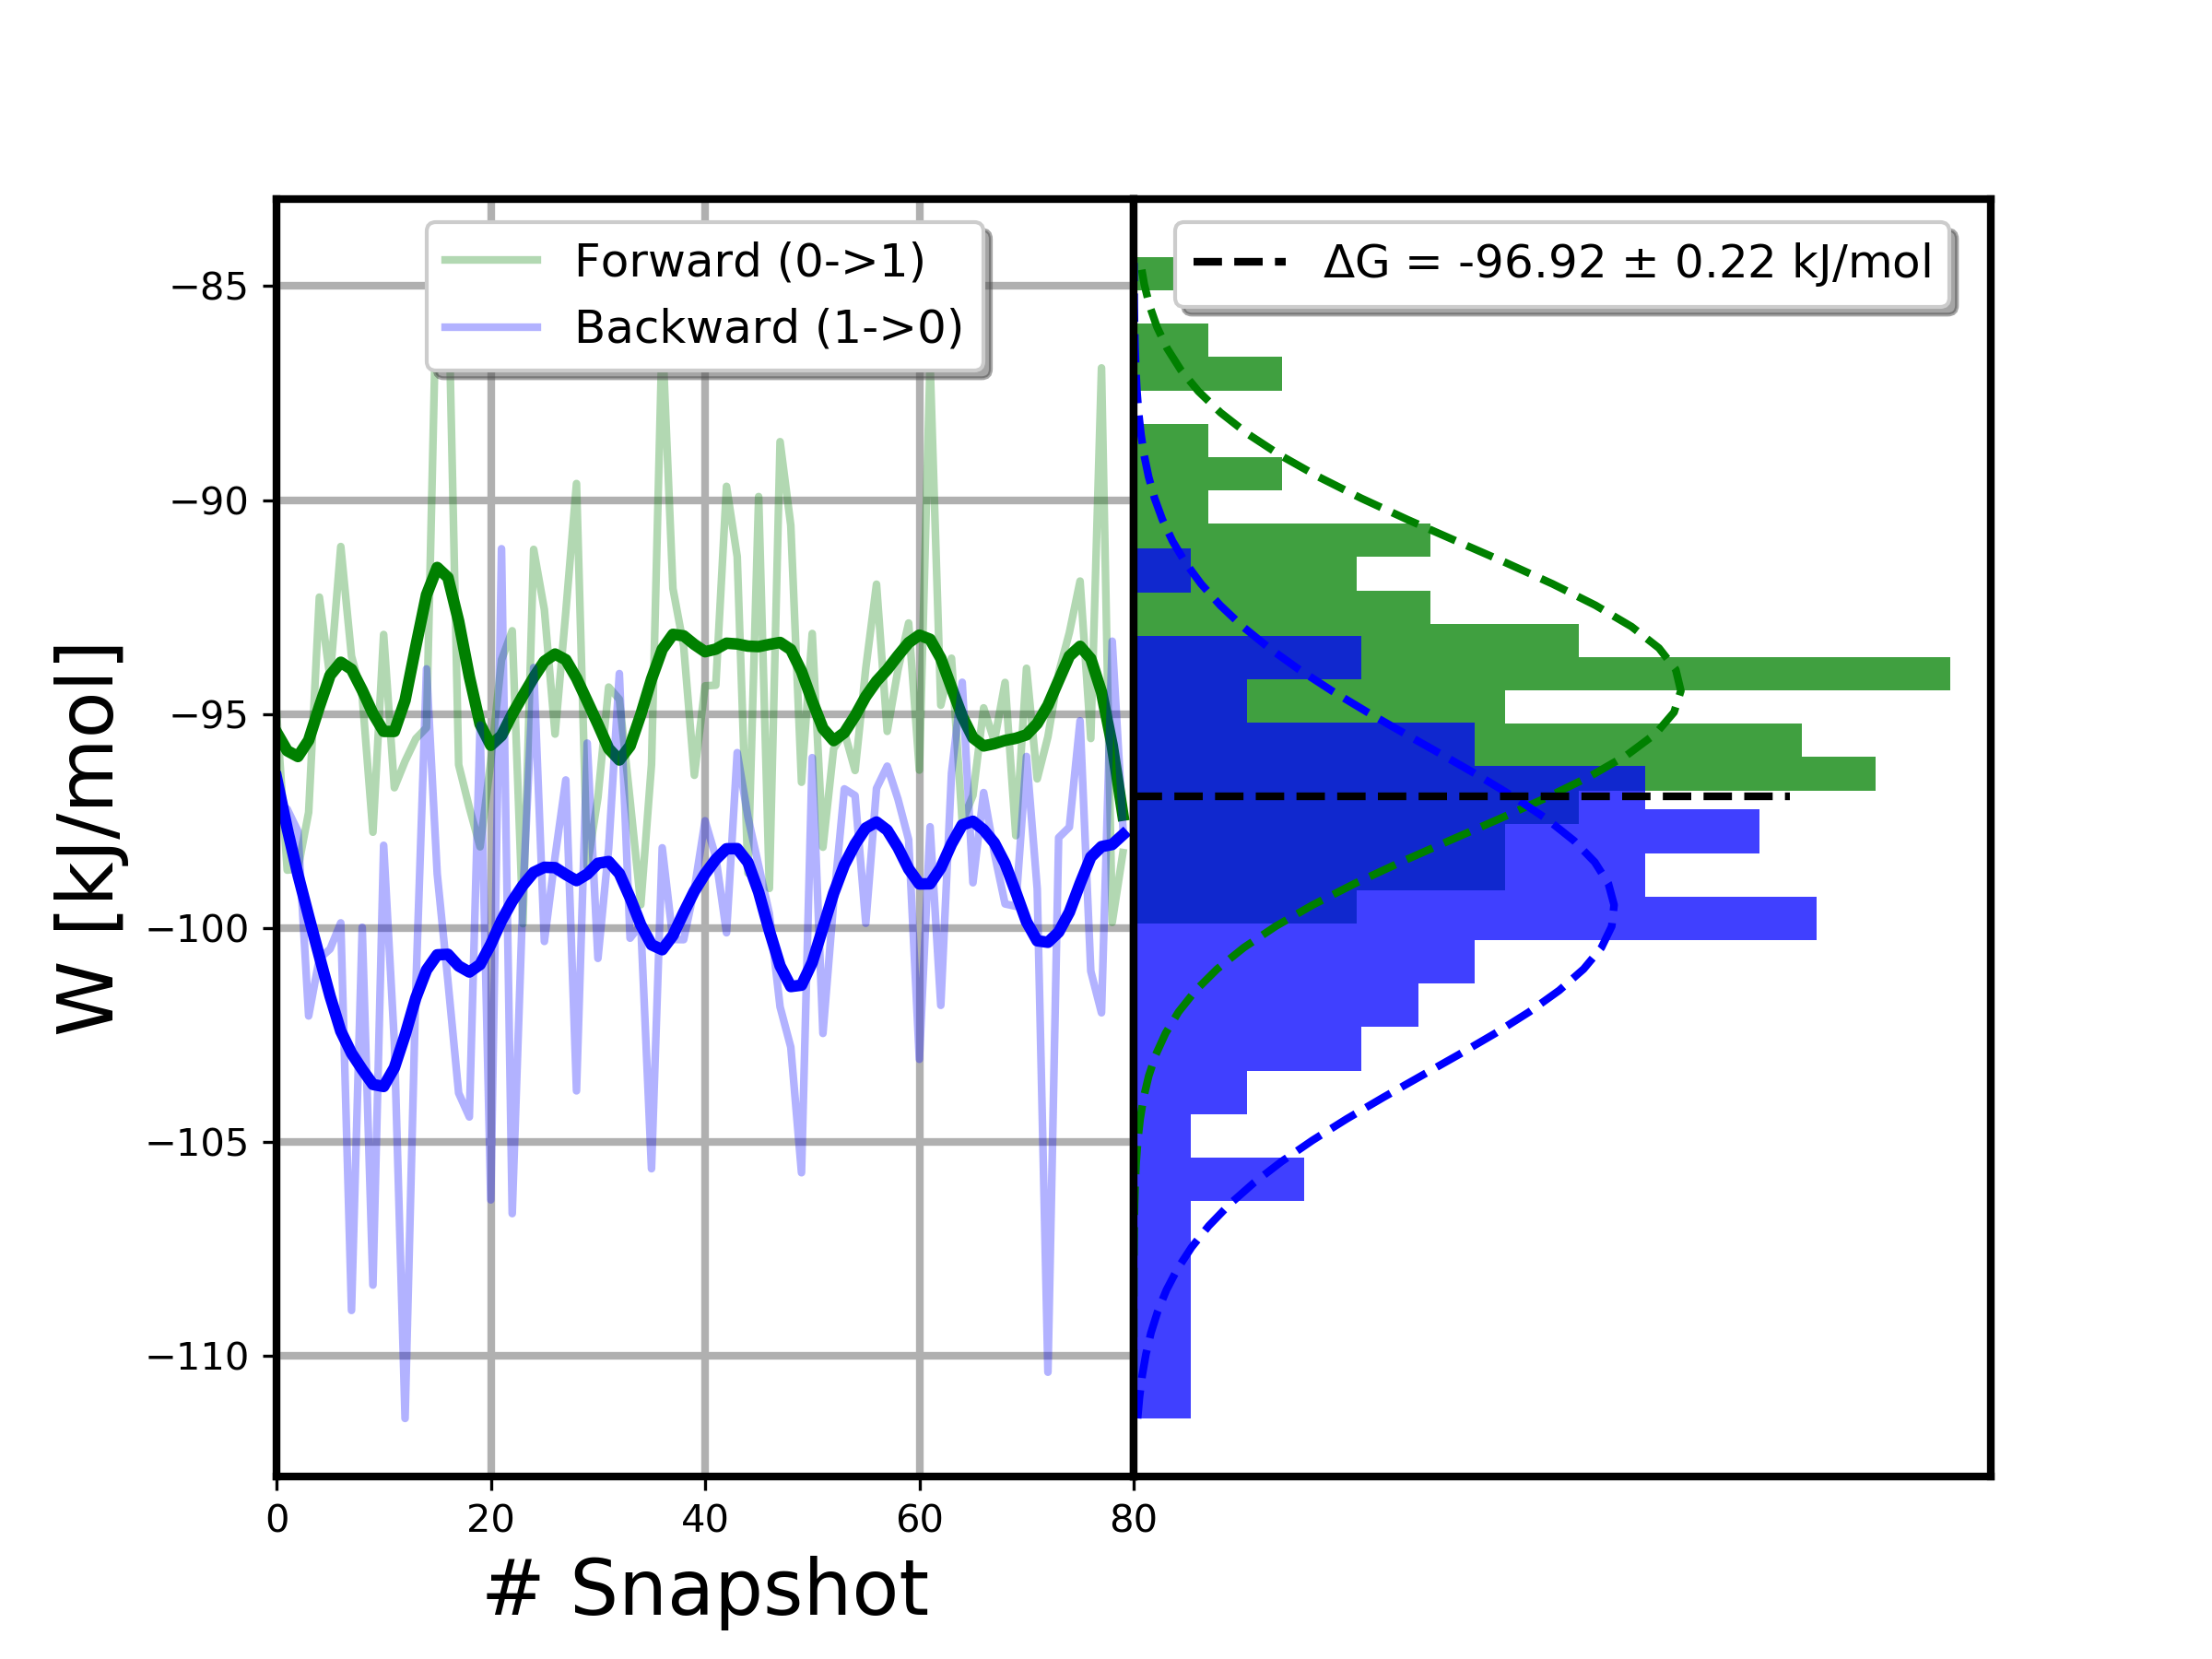 Forward (0->1)
Backward (1->0)
ΔG = -96.92 ± 0.22 kJ/mol
W [kJ/mol]
−85
−90
−95
−100
−105
−110
0 20 40 60 80
# Snapshot